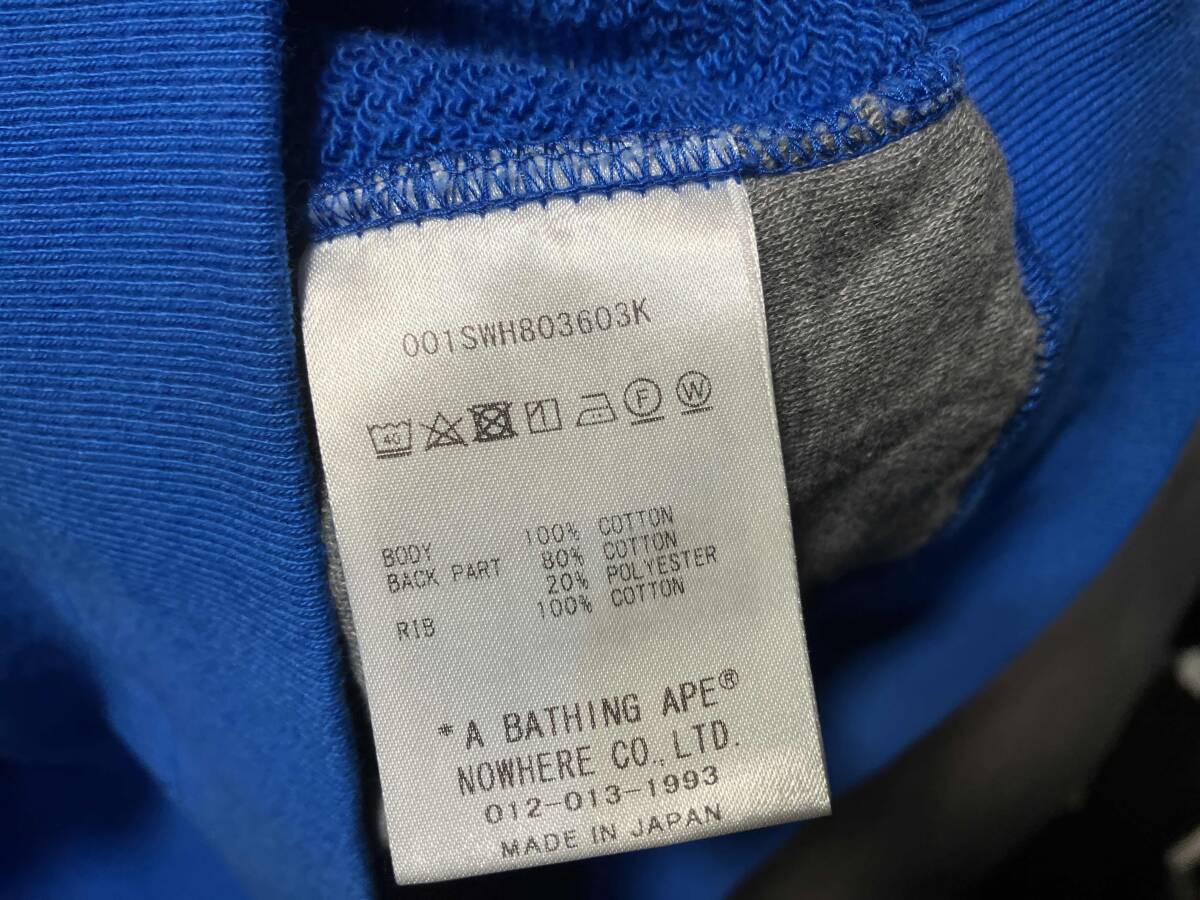 001SWH803603K
40 F W
BODY 100% COTTON
BACK PART 80% COTTON
20% POLYESTER
RIB 100% COTTON
*A BATHING APE®
NOWHERE CO., LTD.
012-013-1993
MADE IN JAPAN